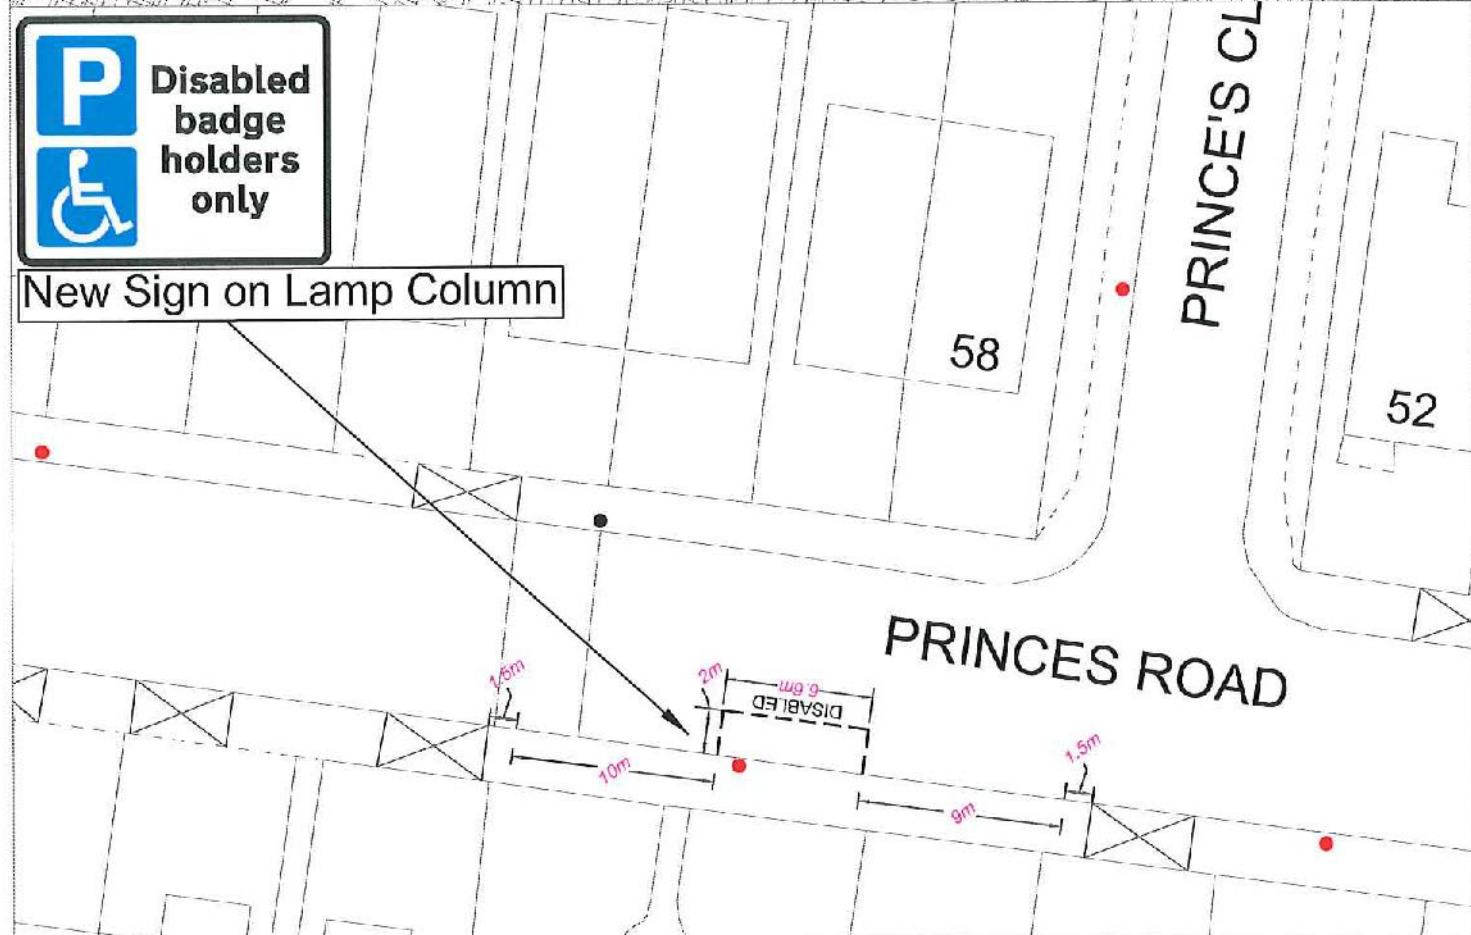 P
Disabled
badge
holders
only
New Sign on Lamp Column
PRINCE'S CL
58
52
PRINCES ROAD
1.5m
2m
6.6m
DISABLED
10m
1.5m
9m